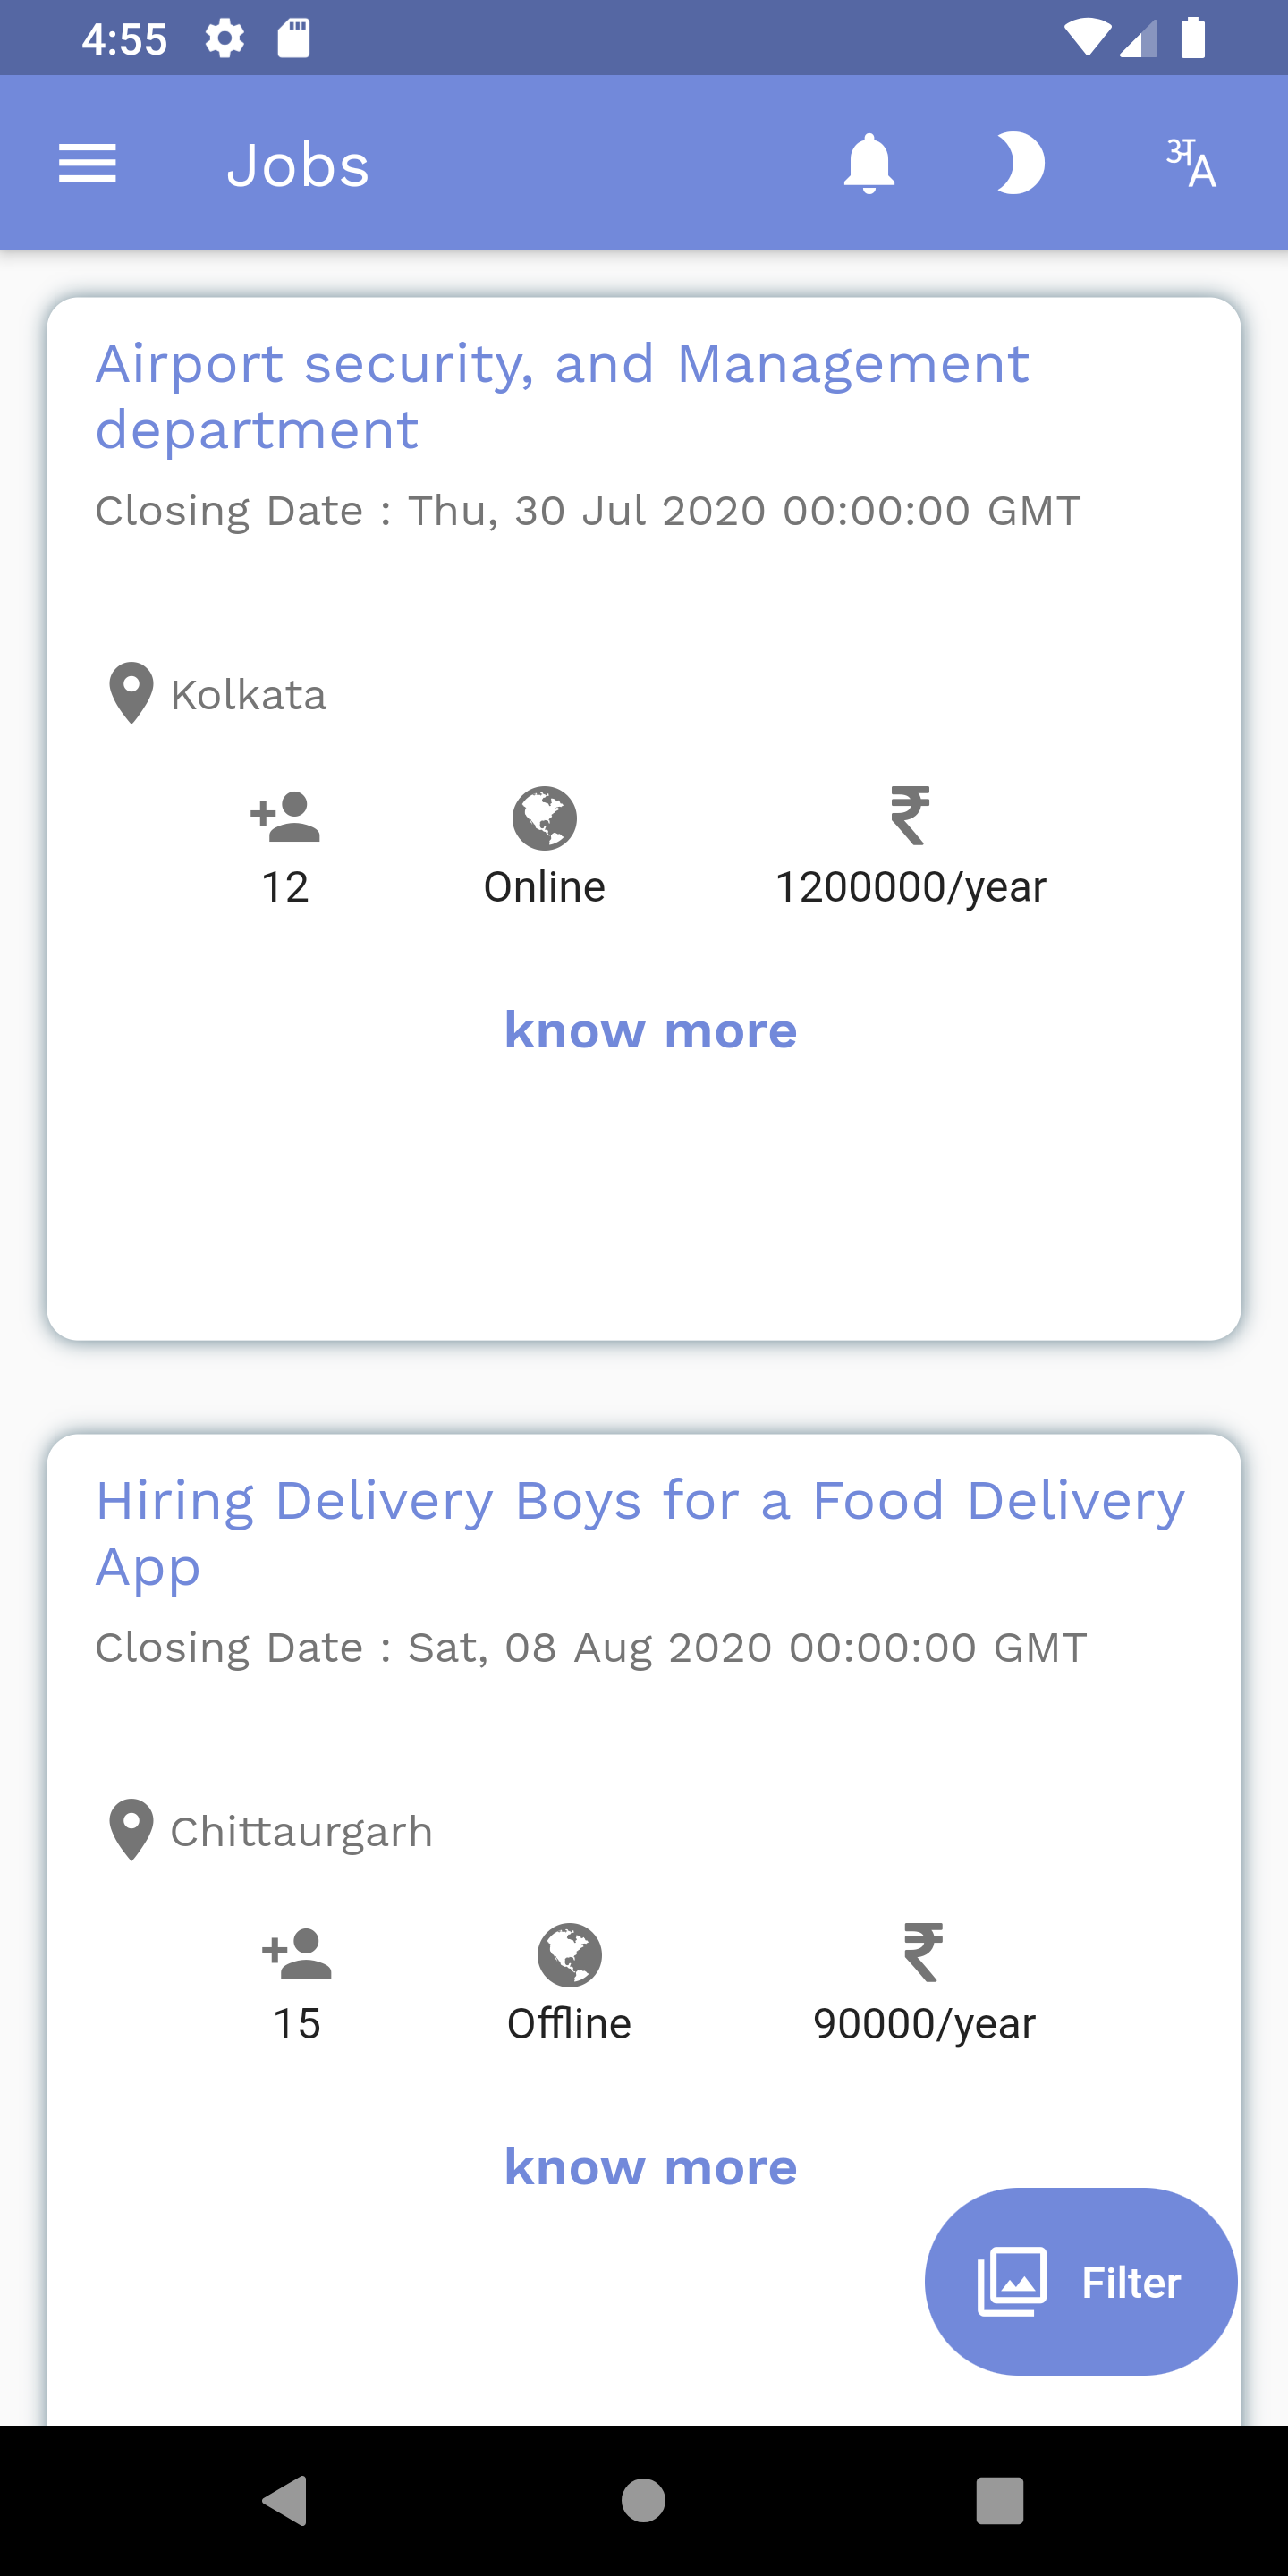 4:55
Jobs
अA
Airport security, and Management
department
Closing Date : Thu, 30 Jul 2020 00:00:00 GMT
Kolkata
12 Online 1200000/year
know more
Hiring Delivery Boys for a Food Delivery
App
Closing Date : Sat, 08 Aug 2020 00:00:00 GMT
Chittaurgarh
15 Offline 90000/year
know more
Filter